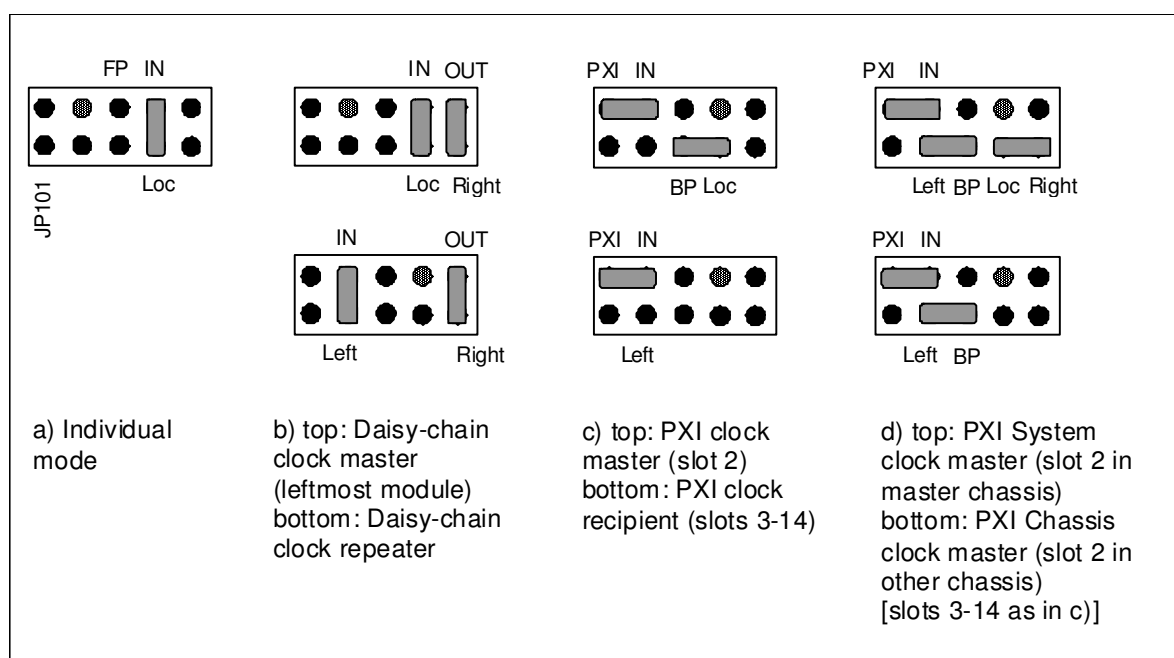 FP IN
Loc
JP101
IN OUT
Loc Right
IN OUT
Left Right
PXI IN
BP Loc
PXI IN
Left
PXI IN
Left BP Loc Right
PXI IN
Left BP
a) Individual
mode
b) top: Daisy-chain
clock master
(leftmost module)
bottom: Daisy-chain
clock repeater
c) top: PXI clock
master (slot 2)
bottom: PXI clock
recipient (slots 3-14)
d) top: PXI System
clock master (slot 2 in
master chassis)
bottom: PXI Chassis
clock master (slot 2 in
other chassis)
[slots 3-14 as in c)]